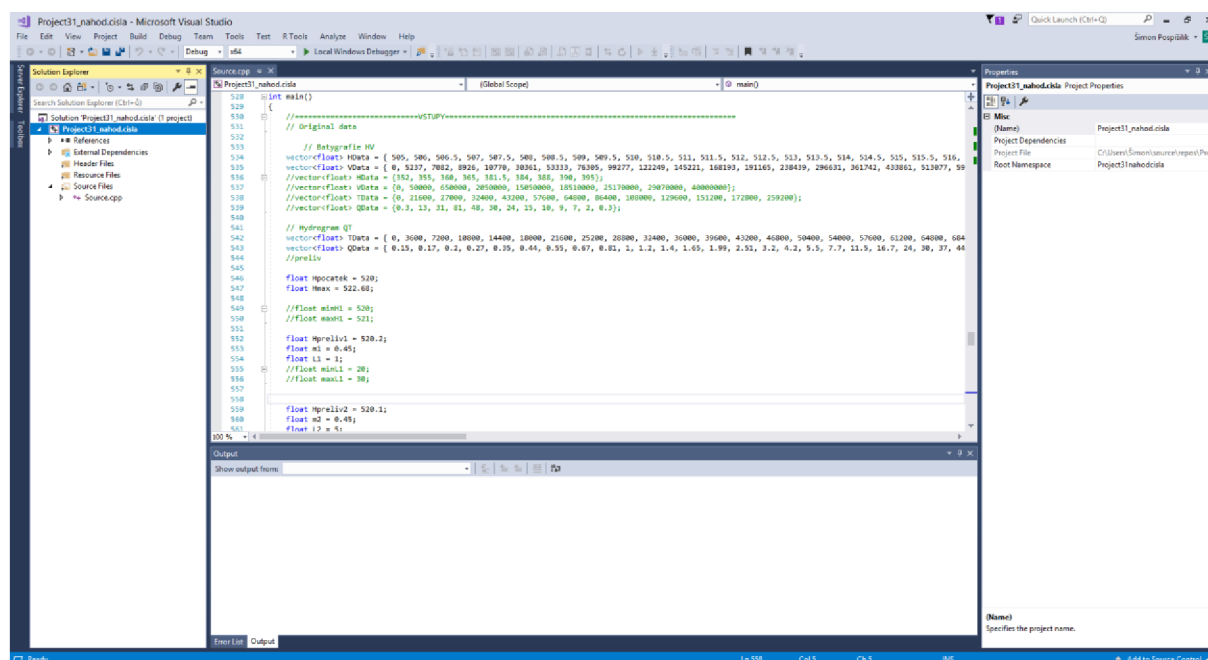 Project31_nahod.cisla - Microsoft Visual Studio
Quick Launch (Ctrl+Q)
File Edit View Project Build Debug Team Tools Test R Tools Analyze Window Help
Šimon Pospíšilík
Debug x64 Local Windows Debugger
Server Explorer
Toolbox
Solution Explorer
Search Solution Explorer (Ctrl+ů)
Solution 'Project31_nahod.cisla' (1 project)
Project31_nahod.cisla
References
External Dependencies
Header Files
Resource Files
Source Files
Source.cpp
Source.cpp
Project31_nahod.cisla (Global Scope) main()
528 int main()
529 {
530 //============================VSTUPY====================================================================
531 // Original data
532
533 // Batygrafie HV
534 vector<float> HData = { 505, 506, 506.5, 507, 507.5, 508, 508.5, 509, 509.5, 510, 510.5, 511, 511.5, 512, 512.5, 513, 513.5, 514, 514.5, 515, 515.5, 516,
535 vector<float> VData = { 0, 5237, 7082, 8926, 10770, 30361, 53333, 76305, 99277, 122249, 145221, 168193, 191165, 238439, 296631, 361742, 433861, 513077, 59
536 //vector<float> HData = {352, 355, 360, 365, 381.5, 384, 388, 390, 395};
537 //vector<float> VData = {0, 50000, 650000, 2050000, 15050000, 18510000, 25170000, 29070000, 40000000};
538 //vector<float> TData = {0, 21600, 27000, 32400, 43200, 57600, 64800, 86400, 108000, 129600, 151200, 172800, 259200};
539 //vector<float> QData = {0.3, 13, 31, 81, 48, 30, 24, 15, 10, 9, 7, 2, 0.3};
540
541 // Hydrogram QT
542 vector<float> TData = { 0, 3600, 7200, 10800, 14400, 18000, 21600, 25200, 28800, 32400, 36000, 39600, 43200, 46800, 50400, 54000, 57600, 61200, 64800, 684
543 vector<float> QData = { 0.15, 0.17, 0.2, 0.27, 0.35, 0.44, 0.55, 0.67, 0.81, 1, 1.2, 1.4, 1.65, 1.99, 2.51, 3.2, 4.2, 5.5, 7.7, 11.5, 16.7, 24, 30, 37, 44
544 //preliv
545
546 float Hpocatek = 520;
547 float Hmax = 522.68;
548
549 //float minH1 = 520;
550 //float maxH1 = 521;
551
552 float Hpreliv1 = 520.2;
553 float m1 = 0.45;
554 float L1 = 1;
555 //float minL1 = 20;
556 //float maxL1 = 30;
557
558
559 float Hpreliv2 = 520.1;
560 float m2 = 0.45;
561 float L2 = 5;
100 %
Output
Show output from:
Error List Output
Properties
Project31_nahod.cisla Project Properties
Misc
(Name) Project31_nahod.cisla
Project Dependencies
Project File C:\Users\Šimon\source\repos\Pro
Root Namespace Project31nahodcisla
(Name)
Specifies the project name.
Ready Ln 558 Col 5 Ch 5 INS Add to Source Control